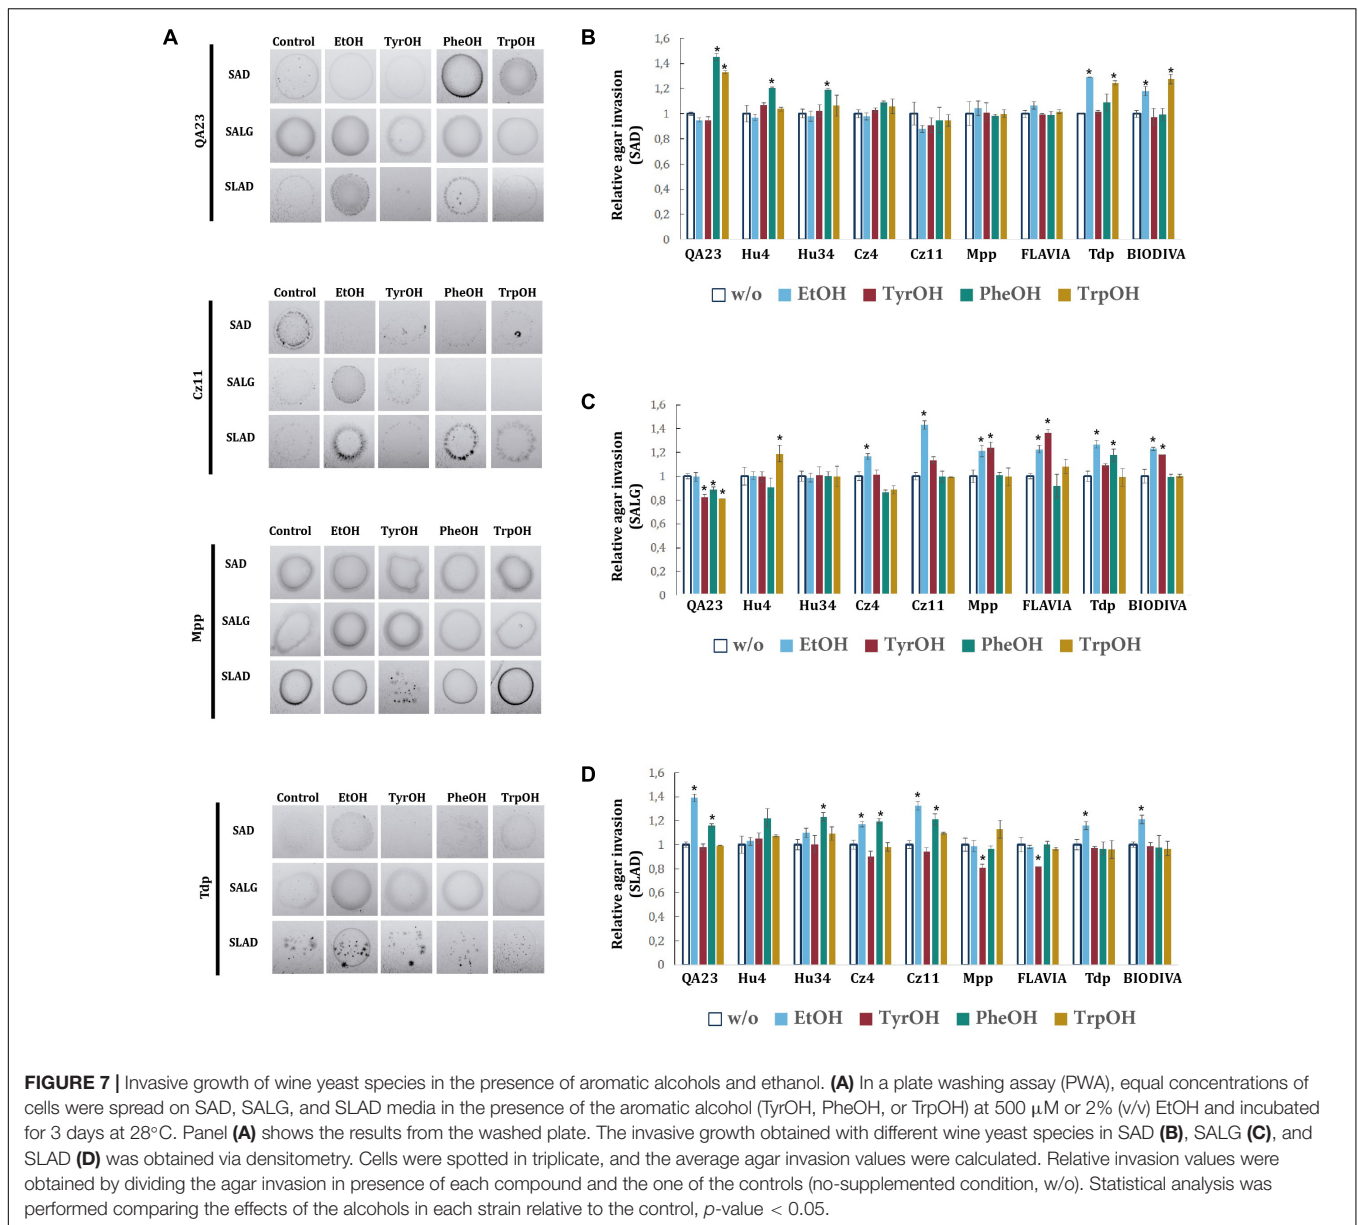 A
Control EtOH TyrOH PheOH TrpOH
QA23
SAD
SALG
SLAD
Control EtOH TyrOH PheOH TrpOH
Cz11
SAD
SALG
SLAD
Control EtOH TyrOH PheOH TrpOH
Mpp
SAD
SALG
SLAD
Control EtOH TyrOH PheOH TrpOH
Tdp
SAD
SALG
SLAD
B
Relative agar invasion
(SAD)
1,6
1,4
1,2
1
0,8
0,6
0,4
0,2
0
* * * * * * * *
QA23 Hu4 Hu34 Cz4 Cz11 Mpp FLAVIA Tdp BIODIVA
w/o EtOH TyrOH PheOH TrpOH
C
Relative agar invasion
(SALG)
1,6
1,4
1,2
1
0,8
0,6
0,4
0,2
0
* * * * * * * * * * * * * *
QA23 Hu4 Hu34 Cz4 Cz11 Mpp FLAVIA Tdp BIODIVA
w/o EtOH TyrOH PheOH TrpOH
D
Relative agar invasion
(SLAD)
1,6
1,4
1,2
1
0,8
0,6
0,4
0,2
0
* * * * * * * * * * *
QA23 Hu4 Hu34 Cz4 Cz11 Mpp FLAVIA Tdp BIODIVA
w/o EtOH TyrOH PheOH TrpOH
FIGURE 7 | Invasive growth of wine yeast species in the presence of aromatic alcohols and ethanol. (A) In a plate washing assay (PWA), equal concentrations of
cells were spread on SAD, SALG, and SLAD media in the presence of the aromatic alcohol (TyrOH, PheOH, or TrpOH) at 500 μM or 2% (v/v) EtOH and incubated
for 3 days at 28°C. Panel (A) shows the results from the washed plate. The invasive growth obtained with different wine yeast species in SAD (B), SALG (C), and
SLAD (D) was obtained via densitometry. Cells were spotted in triplicate, and the average agar invasion values were calculated. Relative invasion values were
obtained by dividing the agar invasion in presence of each compound and the one of the controls (no-supplemented condition, w/o). Statistical analysis was
performed comparing the effects of the alcohols in each strain relative to the control, p-value < 0.05.